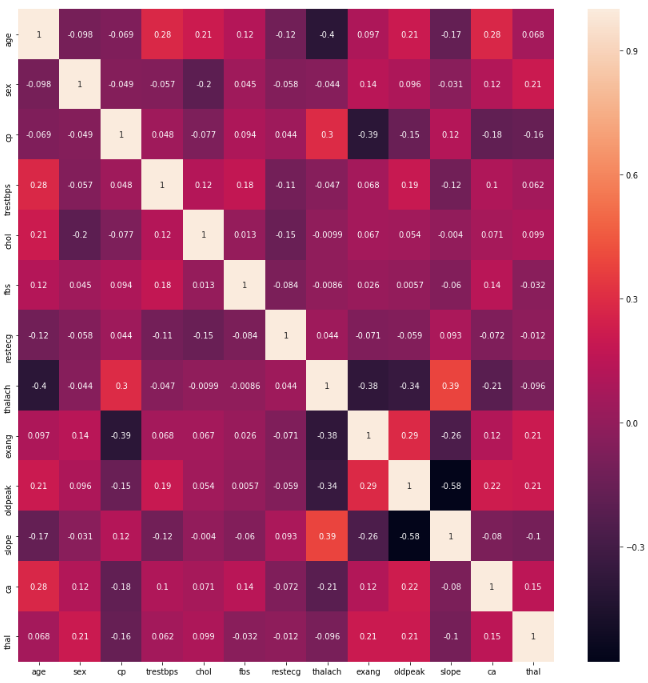 age 1 -0.098 -0.069 0.28 0.21 0.12 -0.12 -0.4 0.097 0.21 -0.17 0.28 0.068
sex -0.098 1 -0.049 -0.057 -0.2 0.045 -0.058 -0.044 0.14 0.096 -0.031 0.12 0.21
cp -0.069 -0.049 1 0.048 -0.077 0.094 0.044 0.3 -0.39 -0.15 0.12 -0.18 -0.16
trestbps 0.28 -0.057 0.048 1 0.12 0.18 -0.11 -0.047 0.068 0.19 -0.12 0.1 0.062
chol 0.21 -0.2 -0.077 0.12 1 0.013 -0.15 -0.0099 0.067 0.054 -0.004 0.071 0.099
fbs 0.12 0.045 0.094 0.18 0.013 1 -0.084 -0.0086 0.026 0.0057 -0.06 0.14 -0.032
restecg -0.12 -0.058 0.044 -0.11 -0.15 -0.084 1 0.044 -0.071 -0.059 0.093 -0.072 -0.012
thalach -0.4 -0.044 0.3 -0.047 -0.0099 -0.0086 0.044 1 -0.38 -0.34 0.39 -0.21 -0.096
exang 0.097 0.14 -0.39 0.068 0.067 0.026 -0.071 -0.38 1 0.29 -0.26 0.12 0.21
oldpeak 0.21 0.096 -0.15 0.19 0.054 0.0057 -0.059 -0.34 0.29 1 -0.58 0.22 0.21
slope -0.17 -0.031 0.12 -0.12 -0.004 -0.06 0.093 0.39 -0.26 -0.58 1 -0.08 -0.1
ca 0.28 0.12 -0.18 0.1 0.071 0.14 -0.072 -0.21 0.12 0.22 -0.08 1 0.15
thal 0.068 0.21 -0.16 0.062 0.099 -0.032 -0.012 -0.096 0.21 0.21 -0.1 0.15 1
age sex cp trestbps chol fbs restecg thalach exang oldpeak slope ca thal
0.9
0.6
0.3
0.0
−0.3